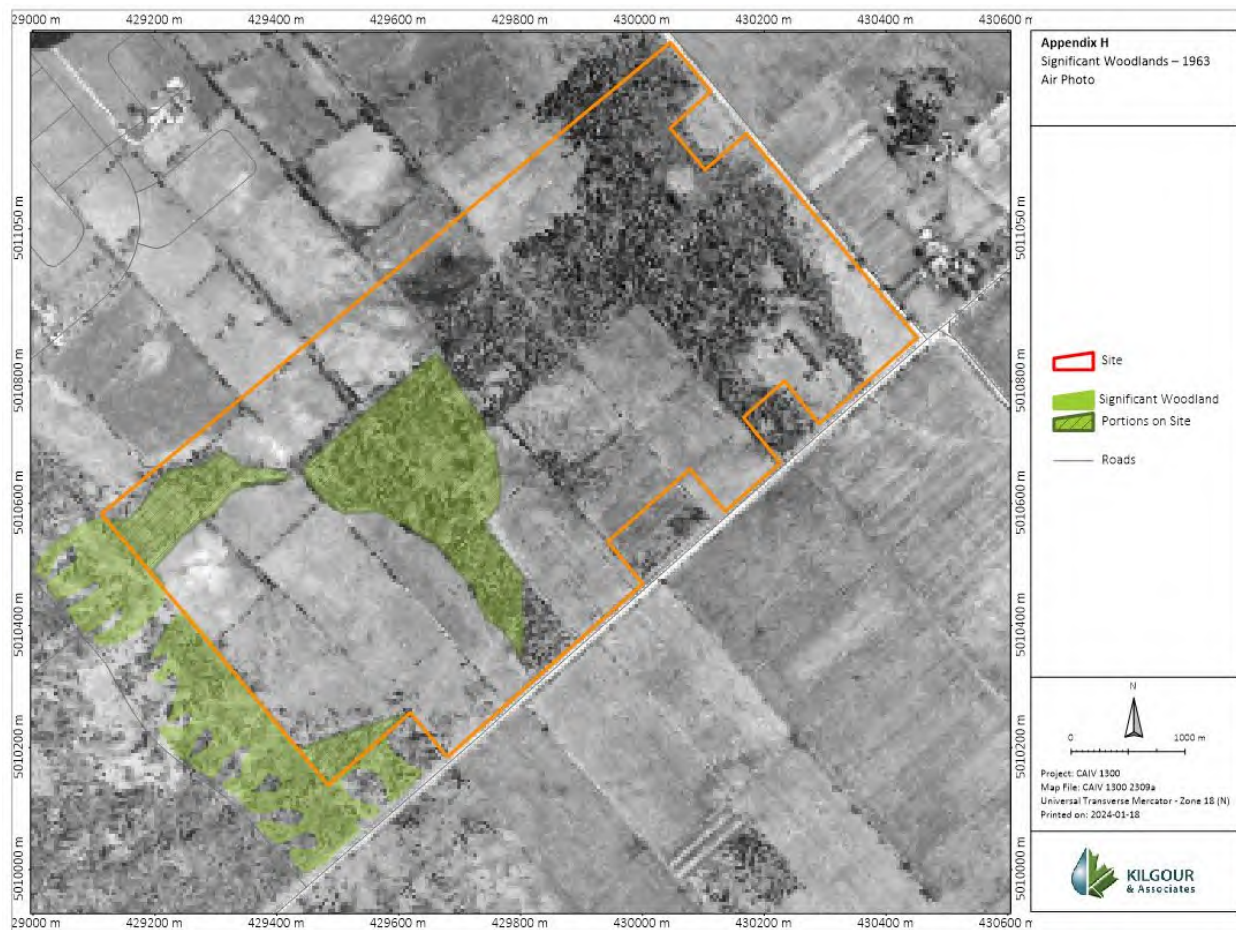 29000 m 429200 m 429400 m 429600 m 429800 m 430000 m 430200 m 430400 m 430600 m
5011050 m
5010800 m
5010600 m
5010400 m
5010200 m
5010000 m
5011050 m
5010800 m
5010600 m
5010400 m
5010200 m
5010000 m
29000 m 429200 m 429400 m 429600 m 429800 m 430000 m 430200 m 430400 m 430600 m
Appendix H
Significant Woodlands – 1963
Air Photo
Site
Significant Woodland
Portions on Site
Roads
N
0 1000 m
Project: CAIV 1300
Map File: CAIV 1300 2309a
Universal Transverse Mercator - Zone 18 (N)
Printed on: 2024-01-18
KILGOUR
& Associates